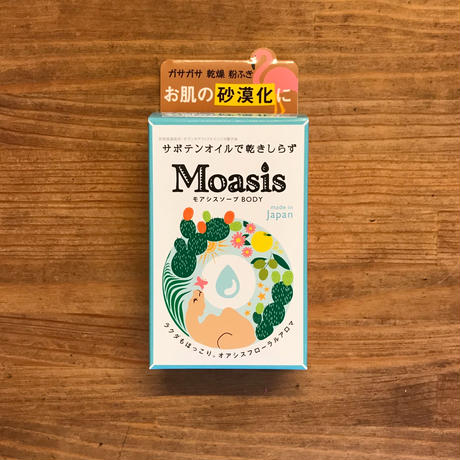 ガサガサ 乾燥 粉ふき
お肌の砂漠化に
サボテンオイルで乾きしらず
Moasis
モアシスソープ BODY
made in
Japan
ラクダもほっこり。オアシスフローラルアロマ